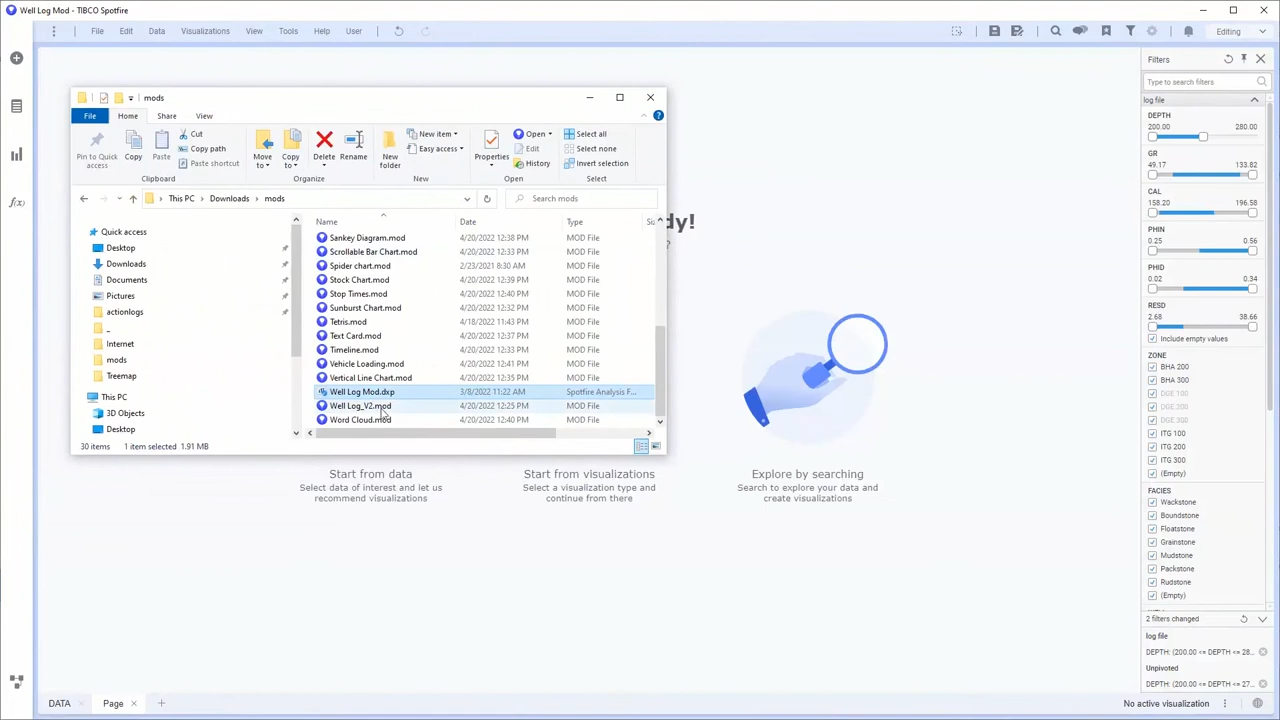 Well Log Mod - TIBCO Spotfire
File Edit Data Visualizations View Tools Help User
Editing
mods
File Home Share View
Pin to Quick access
Copy
Paste
Cut
Copy path
Paste shortcut
Clipboard
Move to
Copy to
Delete
Rename
Organize
New folder
New item
Easy access
New
Properties
Open
Edit
History
Open
Select all
Select none
Invert selection
Select
This PC Downloads mods
Search mods
Quick access
Desktop
Downloads
Documents
Pictures
actionlogs
_
Internet
mods
Treemap
This PC
3D Objects
Desktop
Name Date Type
Sankey Diagram.mod 4/20/2022 12:38 PM MOD File
Scrollable Bar Chart.mod 4/20/2022 12:33 PM MOD File
Spider chart.mod 2/23/2021 8:30 AM MOD File
Stock Chart.mod 4/20/2022 12:39 PM MOD File
Stop Times.mod 4/20/2022 12:40 PM MOD File
Sunburst Chart.mod 4/20/2022 12:32 PM MOD File
Tetris.mod 4/18/2022 11:43 PM MOD File
Text Card.mod 4/20/2022 12:37 PM MOD File
Timeline.mod 4/20/2022 12:33 PM MOD File
Vehicle Loading.mod 4/20/2022 12:41 PM MOD File
Vertical Line Chart.mod 4/20/2022 12:35 PM MOD File
Well Log Mod.dxp 3/8/2022 11:22 AM Spotfire Analysis F...
Well Log_V2.mod 4/20/2022 12:25 PM MOD File
Word Cloud.mod 4/20/2022 12:40 PM MOD File
30 items 1 item selected 1.91 MB
dy!
?
Start from data
Select data of interest and let us
recommend visualizations
Start from visualizations
Select a visualization type and
continue from there
Explore by searching
Search to explore your data and
create visualizations
Filters
Type to search filters
log file
DEPTH
200.00 280.00
GR
49.17 133.82
CAL
158.20 196.58
PHIN
0.25 0.56
PHID
0.02 0.34
RESD
2.68 38.66
Include empty values
ZONE
BHA 200
BHA 300
DGE 100
DGE 200
DGE 300
ITG 100
ITG 200
ITG 300
(Empty)
FACIES
Wackstone
Boundstone
Floatstone
Grainstone
Mudstone
Packstone
Rudstone
(Empty)
2 filters changed
log file
DEPTH: (200.00 <= DEPTH <= 28...
Unpivoted
DEPTH: (200.00 <= DEPTH <= 27...
DATA Page
No active visualization